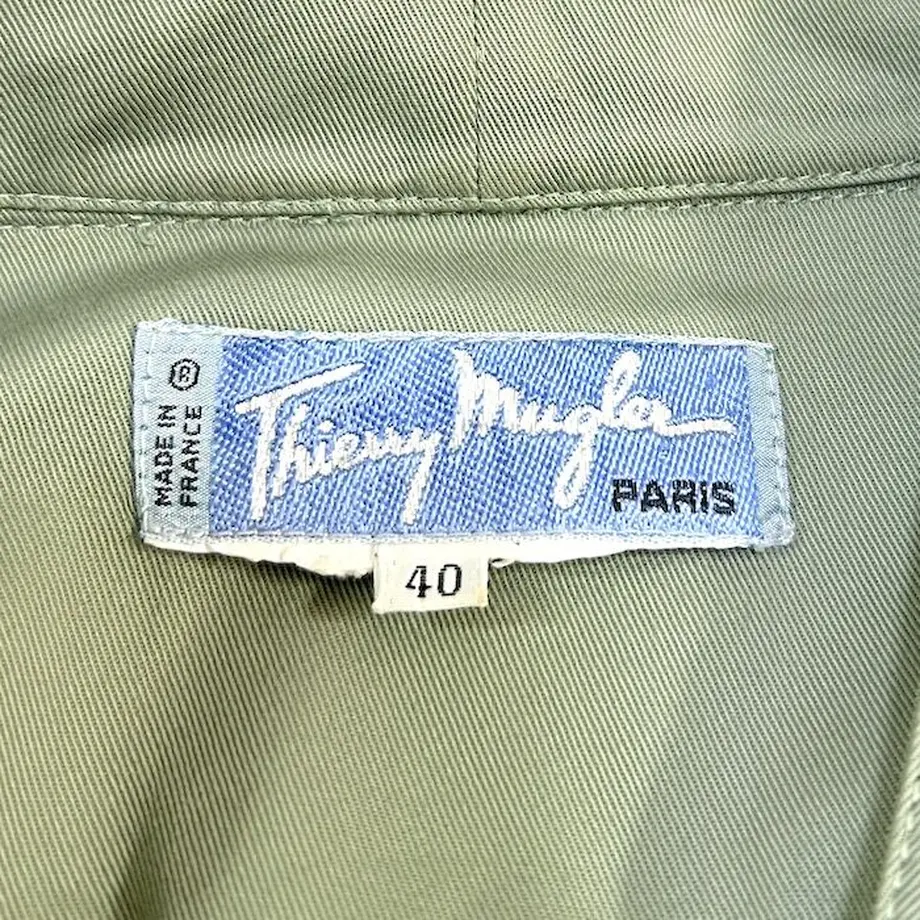 MADE IN
FRANCE ®
Thierry Mugler
PARIS
40